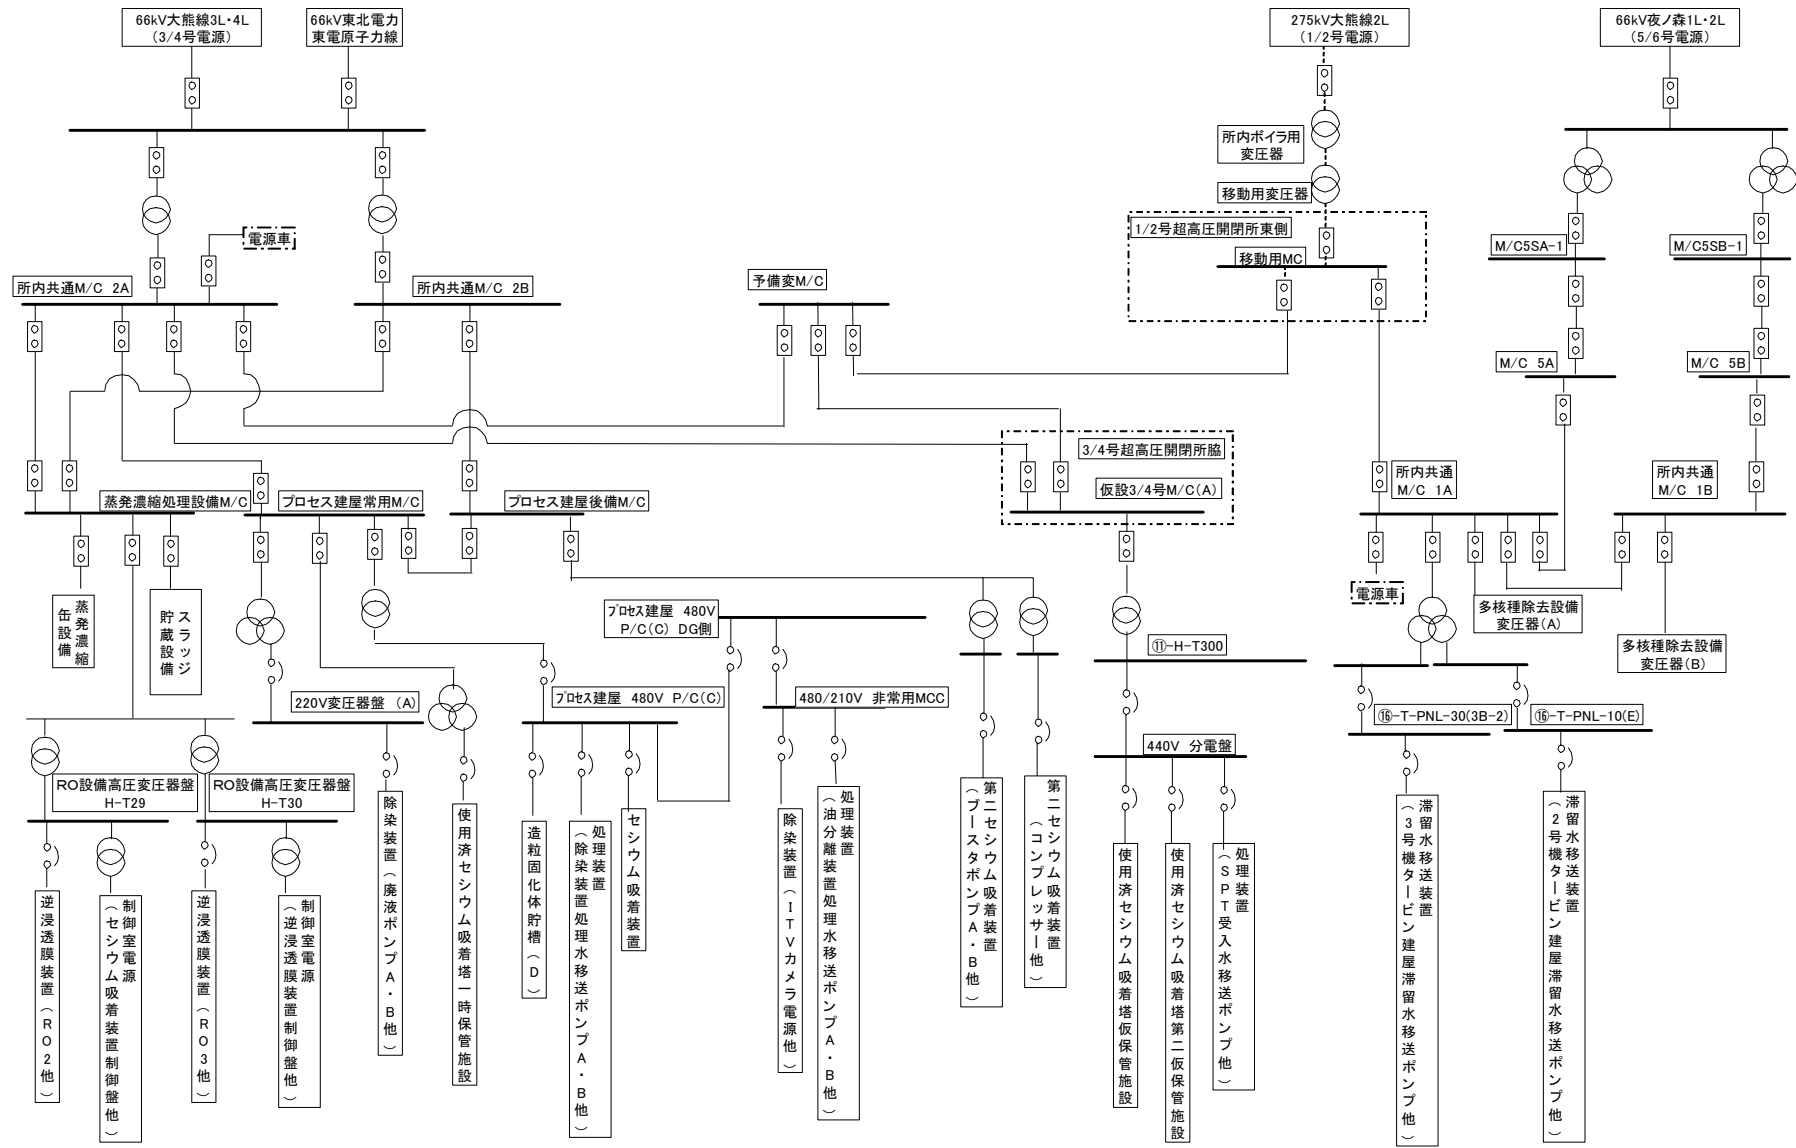 66kV大熊線3L・4L
(3/4号電源)
66kV東北電力
東電原子力線
275kV大熊線2L
(1/2号電源)
66kV夜ノ森1L・2L
(5/6号電源)
所内ボイラ用
変圧器
移動用変圧器
1/2号超高圧開閉所東側
電源車
M/C5SA-1
M/C5SB-1
移動用MC
所内共通M/C 2A
所内共通M/C 2B
予備変M/C
M/C 5A
M/C 5B
3/4号超高圧開閉所脇
仮設3/4号M/C(A)
所内共通
M/C 1A
所内共通
M/C 1B
蒸発濃縮処理設備M/C
プロセス建屋常用M/C
プロセス建屋後備M/C
蒸発濃縮
缶設備
スラッジ
貯蔵設備
プロセス建屋 480V
P/C(C) DG側
電源車
多核種除去設備
変圧器(A)
多核種除去設備
変圧器(B)
⑪-H-T300
220V変圧器盤 (A)
プロセス建屋 480V P/C(C)
480/210V 非常用MCC
⑯-T-PNL-30(3B-2)
⑯-T-PNL-10(E)
440V 分電盤
RO設備高圧変圧器盤
H-T29
RO設備高圧変圧器盤
H-T30
逆浸透膜装置(RO2他)
制御室電源
(セシウム吸着装置制御盤他)
逆浸透膜装置(RO3他)
制御室電源
(逆浸透膜装置制御盤他)
除染装置(廃液ポンプA・B他)
使用済セシウム吸着塔一時保管施設
造粒固化体貯槽(D)
処理装置
(除染装置処理水移送ポンプA・B他)
セシウム吸着装置
除染装置(ITVカメラ電源他)
処理装置
(油分離装置処理水移送ポンプA・B他)
第二セシウム吸着装置
(ブースタポンプA・B他)
第二セシウム吸着装置
(コンプレッサー他)
使用済セシウム吸着塔仮保管施設
使用済セシウム吸着塔第二仮保管施設
処理装置
(SPT受入水移送ポンプ他)
滞留水移送装置
(3号機タービン建屋滞留水移送ポンプ他)
滞留水移送装置
(2号機タービン建屋滞留水移送ポンプ他)